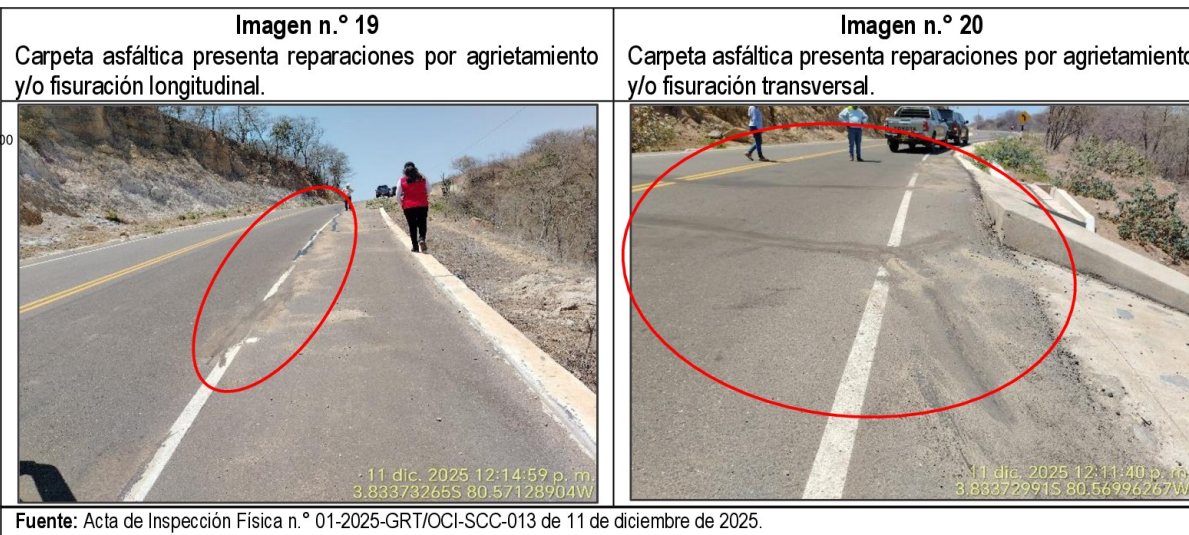 Imagen n.° 19
Carpeta asfáltica presenta reparaciones por agrietamiento
y/o fisuración longitudinal.
Imagen n.° 20
Carpeta asfáltica presenta reparaciones por agrietamiento
y/o fisuración transversal.
00
11 dic. 2025 12:14:59 p. m.
3.83373265S 80.57128904W
TOYOTA
11 dic. 2025 12:11:40 p. m.
3.83372991S 80.56996267W
Fuente: Acta de Inspección Física n.° 01-2025-GRT/OCI-SCC-013 de 11 de diciembre de 2025.